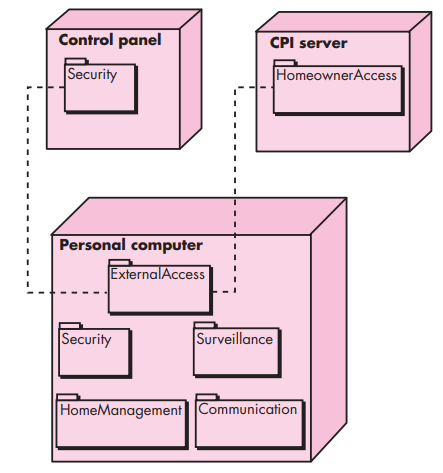 Control panel
Security
CPI server
HomeownerAccess
Personal computer
ExternalAccess
Security
Surveillance
HomeManagement
Communication